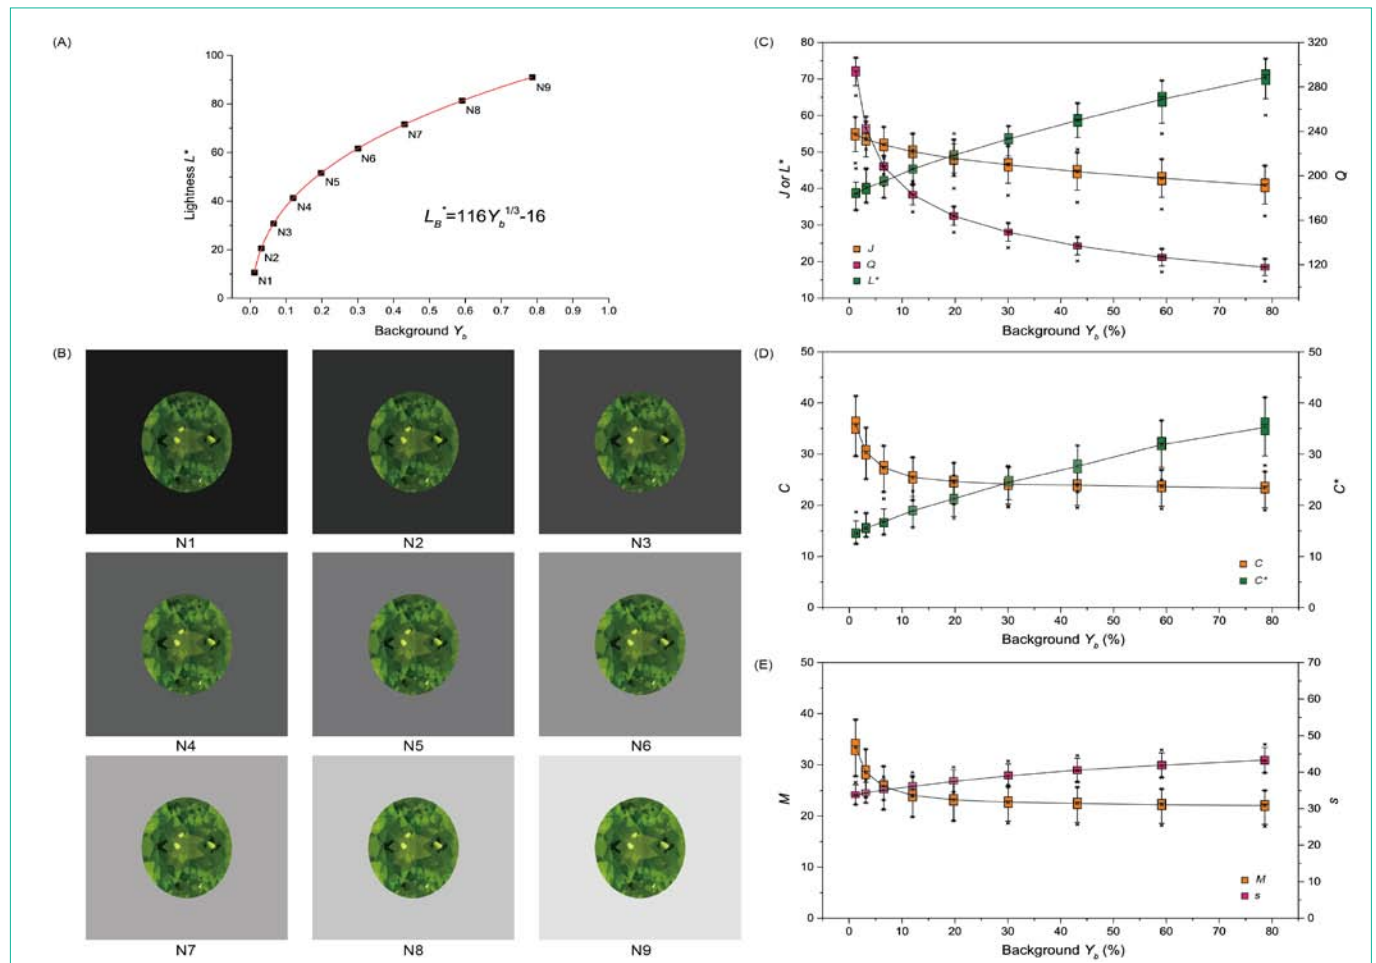 (A)
100
80
60
40
20
0
Lightness L*
N1
N2
N3
N4
N5
N6
N7
N8
N9
L_B^*=116Y_b^1/3-16
0.0 0.1 0.2 0.3 0.4 0.5 0.6 0.7 0.8 0.9 1.0
Background Y_b
(B)
N1 N2 N3
N4 N5 N6
N7 N8 N9
(C)
80
70
60
50
40
30
20
10
J or L*
320
280
240
200
160
120
Q
J
Q
L*
0 10 20 30 40 50 60 70 80
Background Y_b (%)
(D)
50
40
30
20
10
0
C
50
40
30
20
10
0
C*
C
C*
0 10 20 30 40 50 60 70 80
Background Y_b (%)
(E)
50
40
30
20
10
0
M
70
60
50
40
30
20
10
0
s
M
s
0 10 20 30 40 50 60 70 80
Background Y_b (%)